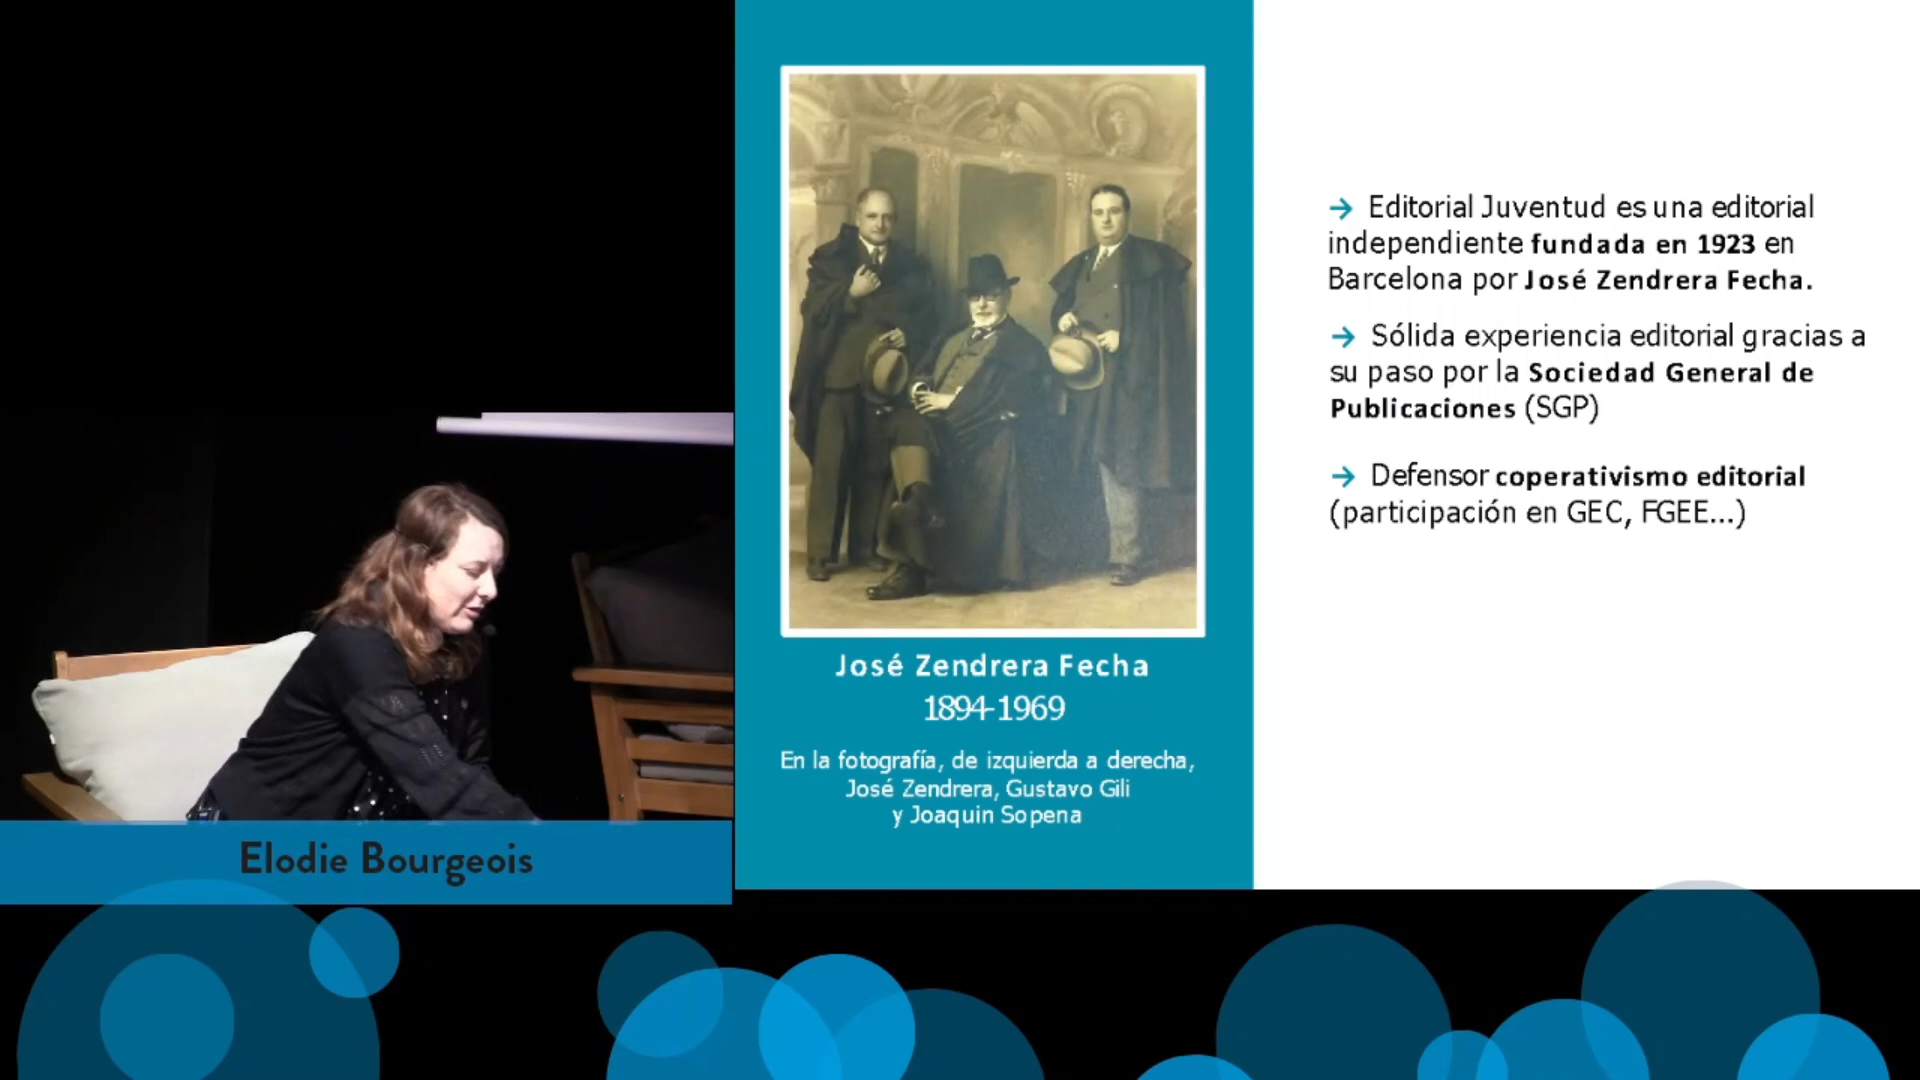 Elodie Bourgeois
José Zendrera Fecha
1894-1969
En la fotografía, de izquierda a derecha,
José Zendrera, Gustavo Gili
y Joaquin Sopena
→ Editorial Juventud es una editorial
independiente fundada en 1923 en
Barcelona por José Zendrera Fecha.
→ Sólida experiencia editorial gracias a
su paso por la Sociedad General de
Publicaciones (SGP)
→ Defensor coperativismo editorial
(participación en GEC, FGEE...)